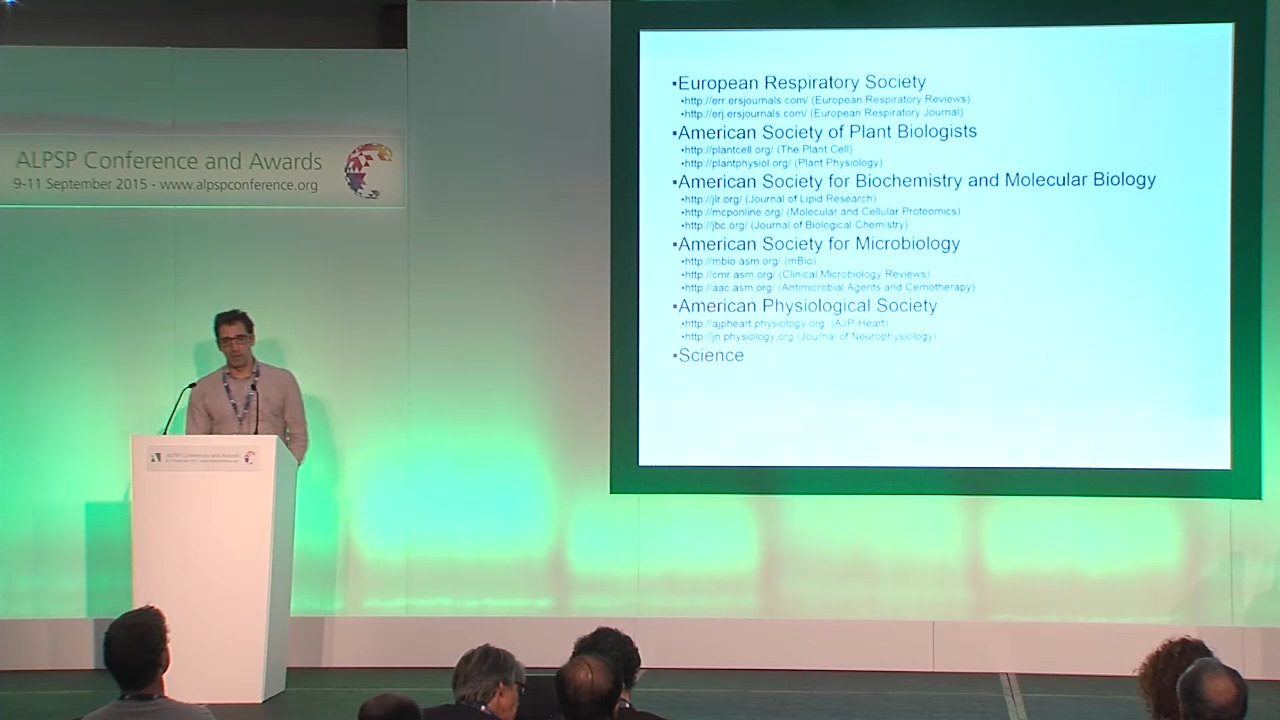 ALPSP Conference and Awards
9-11 September 2015 - www.alpspconference.org
▪European Respiratory Society
•http://err.ersjournals.com/ (European Respiratory Reviews)
•http://erj.ersjournals.com/ (European Respiratory Journal)
▪American Society of Plant Biologists
•http://plantcell.org/ (The Plant Cell)
•http://plantphysiol.org/ (Plant Physiology)
▪American Society for Biochemistry and Molecular Biology
•http://jlr.org/ (Journal of Lipid Research)
•http://mcponline.org/ (Molecular and Cellular Proteomics)
•http://jbc.org/ (Journal of Biological Chemistry)
▪American Society for Microbiology
•http://mbio.asm.org/ (mBio)
•http://cmr.asm.org/ (Clinical Microbiology Reviews)
•http://aac.asm.org/ (Antimicrobial Agents and Cemotherapy)
▪American Physiological Society
•http://ajpheart.physiology.org (AJP Heart)
•http://jn.physiology.org (Journal of Neurophysiology)
▪Science
ALPSP Conference and Awards